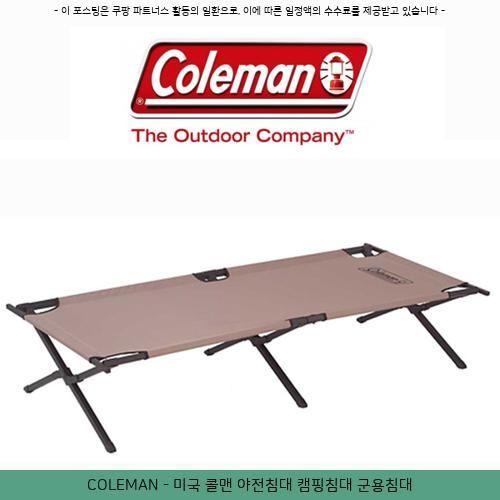 - 이 포스팅은 쿠팡 파트너스 활동의 일환으로, 이에 따른 일정액의 수수료를 제공받고 있습니다 -
Coleman
The Outdoor Company™
Coleman
COLEMAN - 미국 콜맨 야전침대 캠핑침대 군용침대